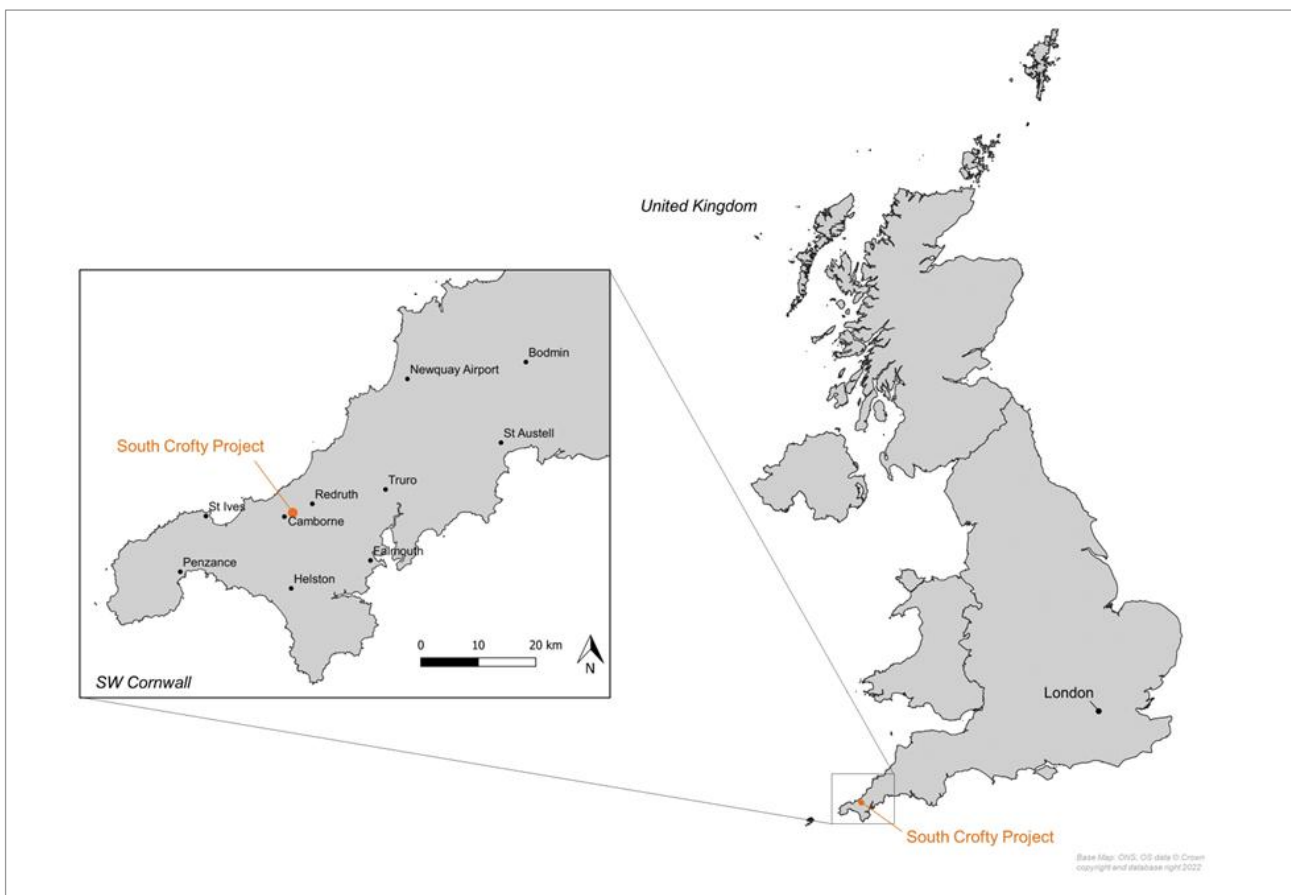 United Kingdom
Bodmin
Newquay Airport
St Austell
South Crofty Project
Truro
Redruth
St Ives
Camborne
Falmouth
Penzance
Helston
0 10 20 km
N
SW Cornwall
London
South Crofty Project
Base Map: ONS, OS data © Crown
copyright and database right 2022